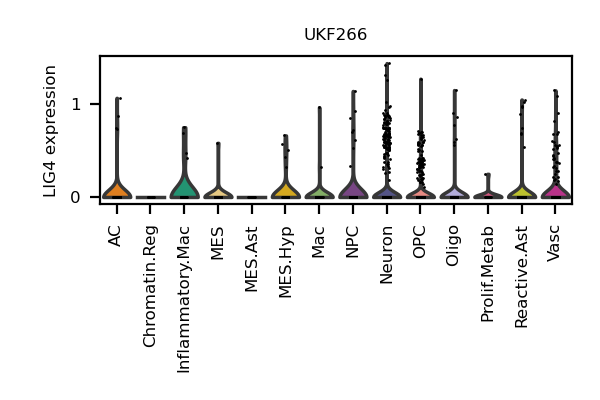 UKF266
LIG4 expression
1
0
AC
Chromatin.Reg
Inflammatory.Mac
MES
MES.Ast
MES.Hyp
Mac
NPC
Neuron
OPC
Oligo
Prolif.Metab
Reactive.Ast
Vasc